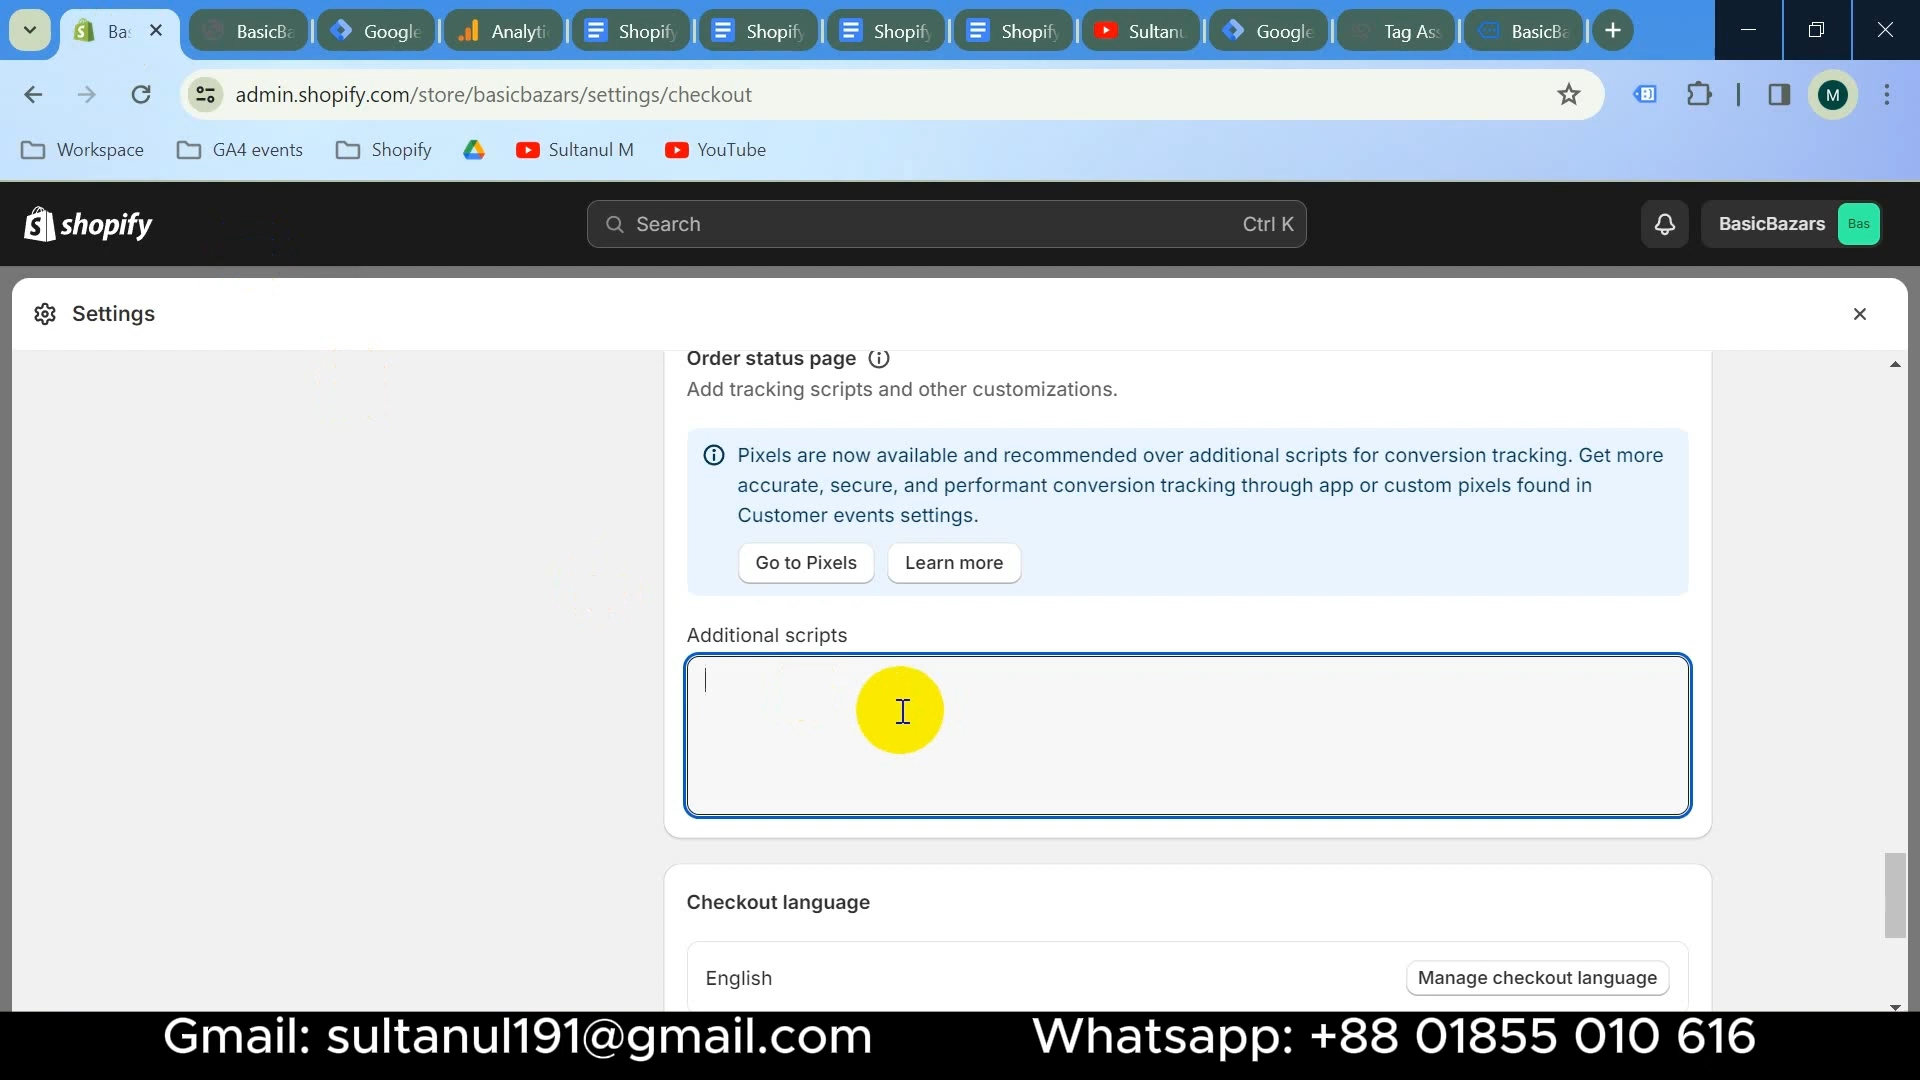 Ba
BasicBa
Google
Analyti
Shopify
Shopify
Shopify
Shopify
Sultanu
Google
Tag As
BasicBa
admin.shopify.com/store/basicbazars/settings/checkout
M
Workspace
GA4 events
Shopify
Sultanul M
YouTube
shopify
Search
Ctrl K
BasicBazars
Bas
Settings
Order status page
Add tracking scripts and other customizations.
Pixels are now available and recommended over additional scripts for conversion tracking. Get more
accurate, secure, and performant conversion tracking through app or custom pixels found in
Customer events settings.
Go to Pixels
Learn more
Additional scripts
Checkout language
English
Manage checkout language
Gmail: sultanul191@gmail.com
Whatsapp: +88 01855 010 616